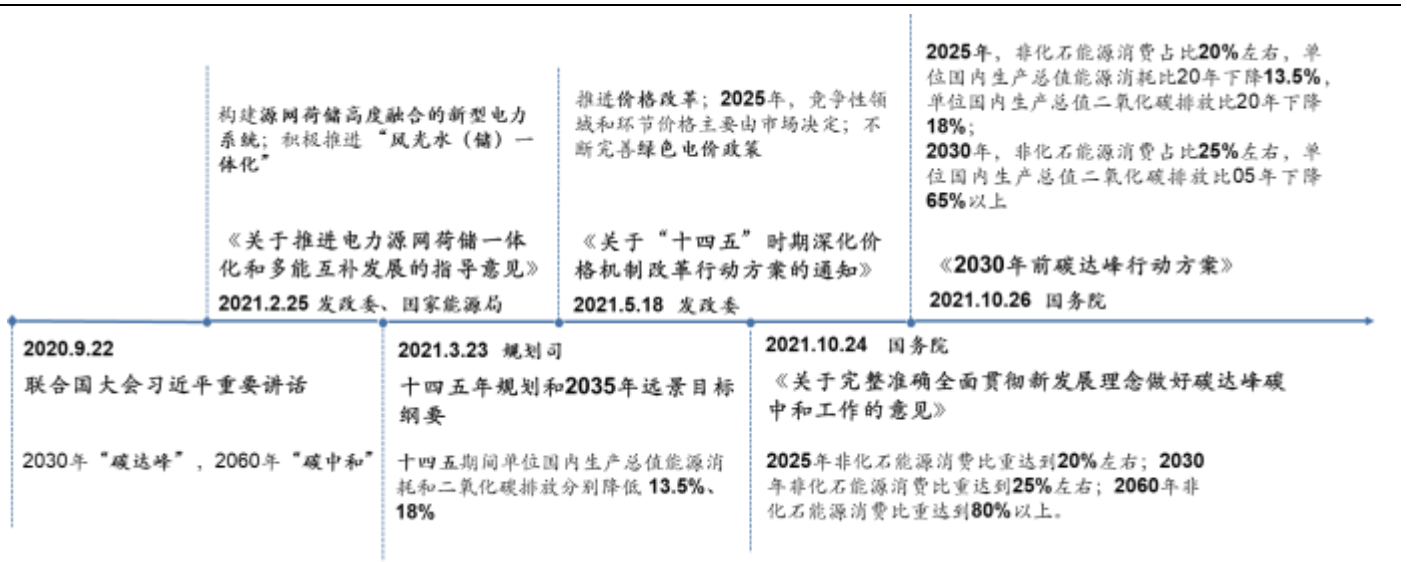 构建源网荷储高度融合的新型电力
系统；积极推进“风光水（储）一
体化”
《关于推进电力源网荷储一体
化和多能互补发展的指导意见》
2021.2.25 发改委、国家能源局
推进价格改革；2025年，竞争性领
域和环节价格主要由市场决定；不
断完善绿色电价政策
《关于“十四五”时期深化价
格机制改革行动方案的通知》
2021.5.18 发改委
2025年，非化石能源消费占比20%左右，单
位国内生产总值能源消耗比20年下降13.5%，
单位国内生产总值二氧化碳排放比20年下降
18%；
2030年，非化石能源消费占比25%左右，单
位国内生产总值二氧化碳排放比05年下降
65%以上
《2030年前碳达峰行动方案》
2021.10.26 国务院
2020.9.22
联合国大会习近平重要讲话
2030年“碳达峰”，2060年“碳中和”
2021.3.23 规划司
十四五年规划和2035年远景目标
纲要
十四五期间单位国内生产总值能源消
耗和二氧化碳排放分别降低 13.5%、
18%
2021.10.24 国务院
《关于完整准确全面贯彻新发展理念做好碳达峰碳
中和工作的意见》
2025年非化石能源消费比重达到20%左右；2030
年非化石能源消费比重达到25%左右；2060年非
化石能源消费比重达到80%以上。